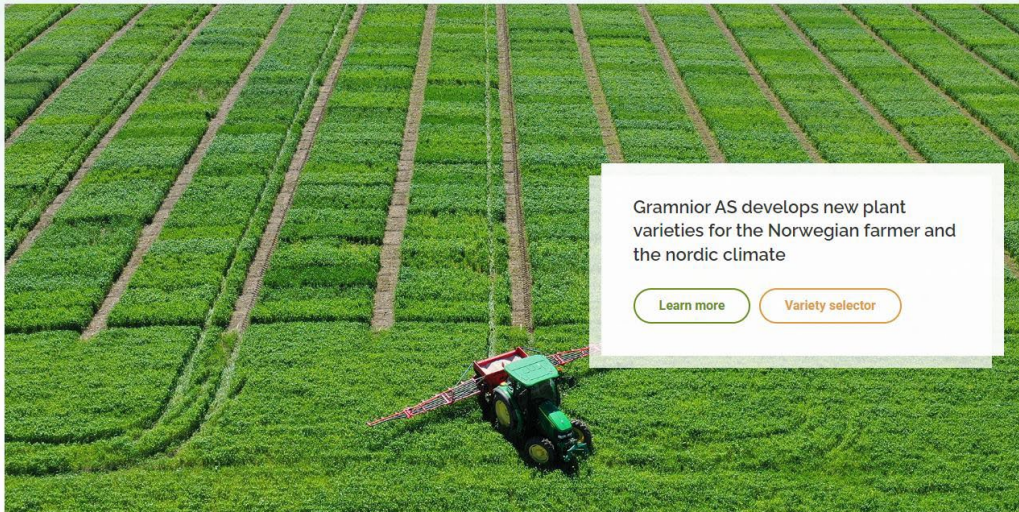 Gramnior AS develops new plant
varieties for the Norwegian farmer and
the nordic climate
Learn more
Variety selector